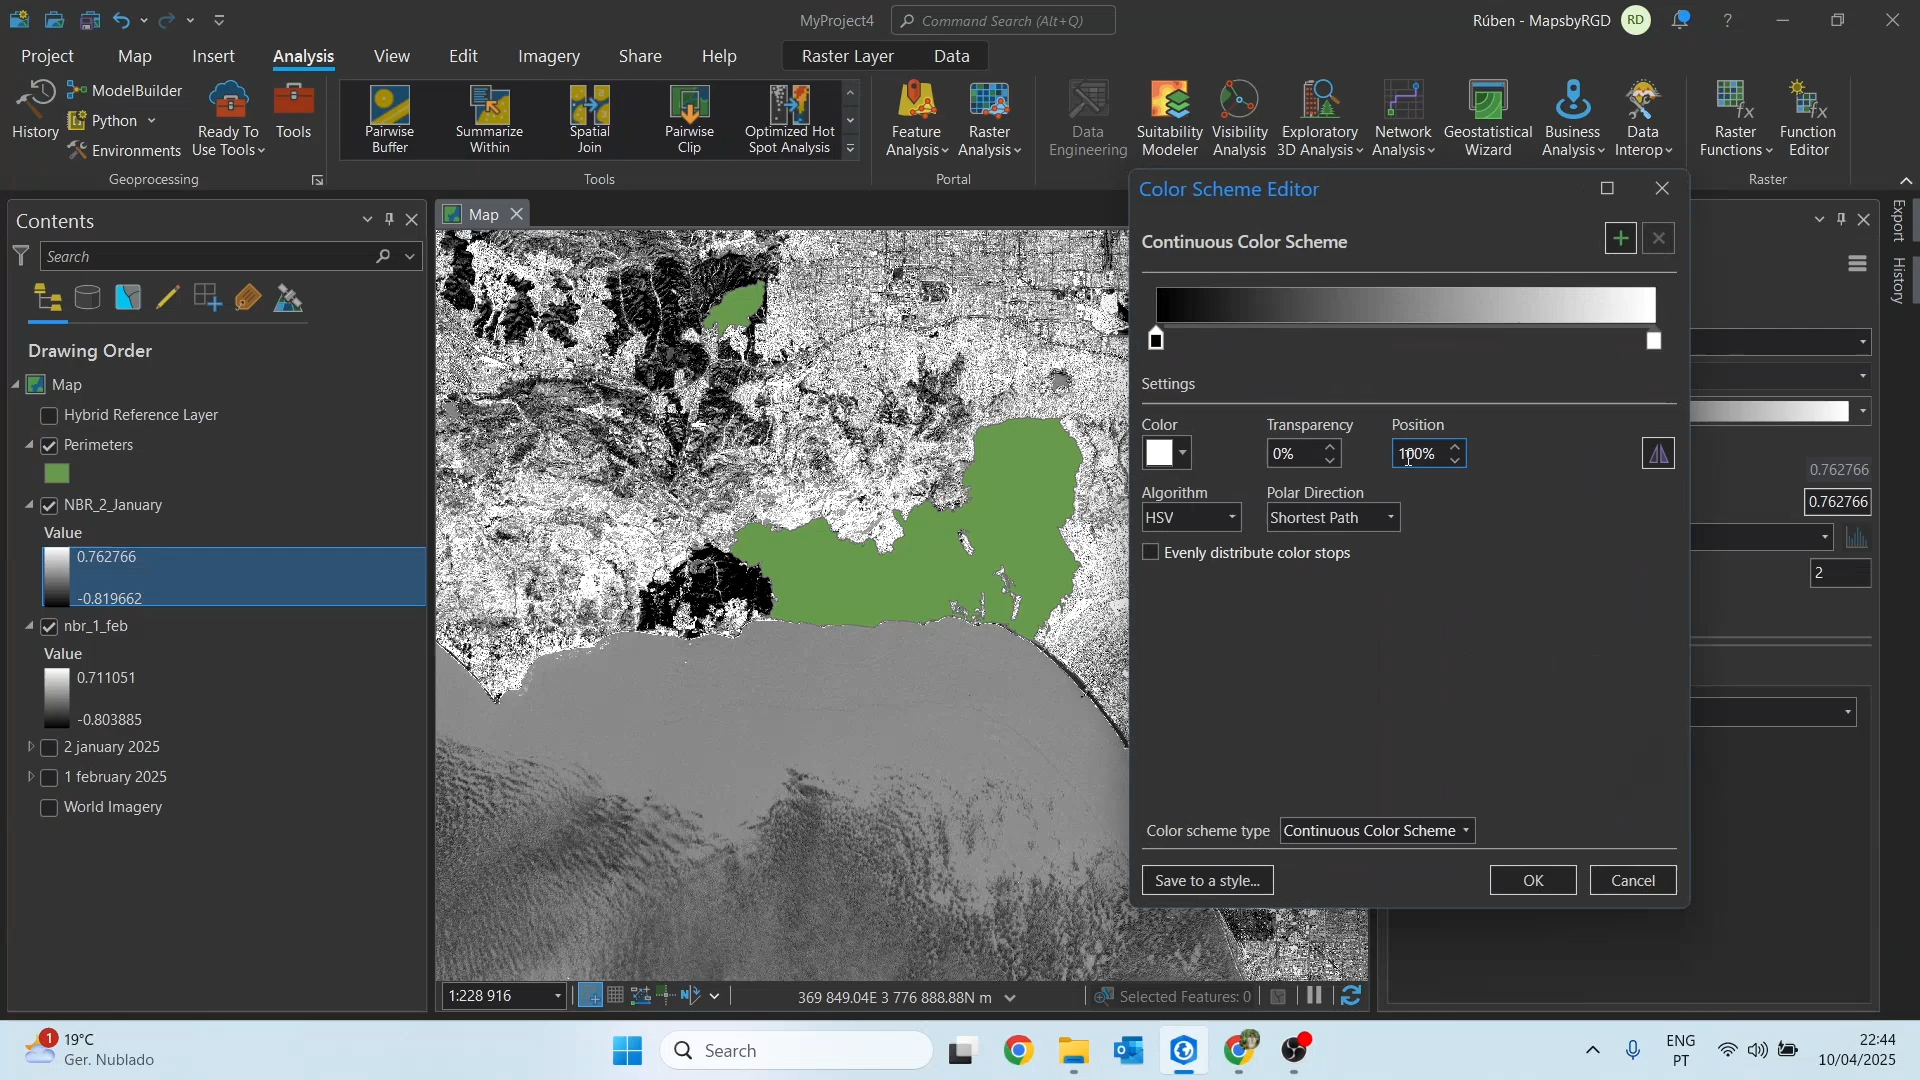 MyProject4
Command Search (Alt+Q)
Rúben - MapsbyRGD
RD
?
Project
Map
Insert
Analysis
View
Edit
Imagery
Share
Help
Raster Layer
Data
History
ModelBuilder
Python
Environments
Ready To
Use Tools
Tools
Geoprocessing
Pairwise
Buffer
Summarize
Within
Spatial
Join
Pairwise
Clip
Optimized Hot
Spot Analysis
Tools
Feature
Analysis
Raster
Analysis
Portal
Data
Engineering
Suitability
Modeler
Visibility
Analysis
Exploratory
3D Analysis
Network
Analysis
Geostatistical
Wizard
Business
Analysis
Data
Interop
Raster
Functions
Function
Editor
Raster
Contents
Search
Drawing Order
Map
Hybrid Reference Layer
Perimeters
NBR_2_January
Value
0.762766
-0.819662
nbr_1_feb
Value
0.711051
-0.803885
2 january 2025
1 february 2025
World Imagery
Map
Color Scheme Editor
Continuous Color Scheme
Settings
Color
Transparency
Position
0%
100%
Algorithm
Polar Direction
HSV
Shortest Path
Evenly distribute color stops
Color scheme type
Continuous Color Scheme
Save to a style...
OK
Cancel
0.762766
0.762766
2
Export
History
1:228 916
369 849.04E 3 776 888.88N m
Selected Features: 0
1
19°C
Ger. Nublado
Search
ENG
PT
22:44
10/04/2025